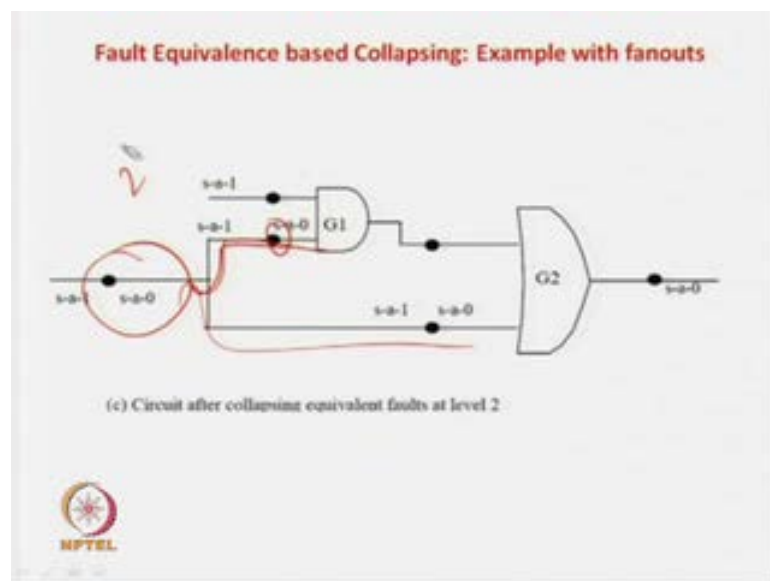 Fault Equivalence based Collapsing: Example with fanouts
2
s-a-1
s-a-1 s-a-0 G1
s-a-1 s-a-0
G2
s-a-0
s-a-1 s-a-0
(c) Circuit after collapsing equivalent faults at level 2
NPTEL